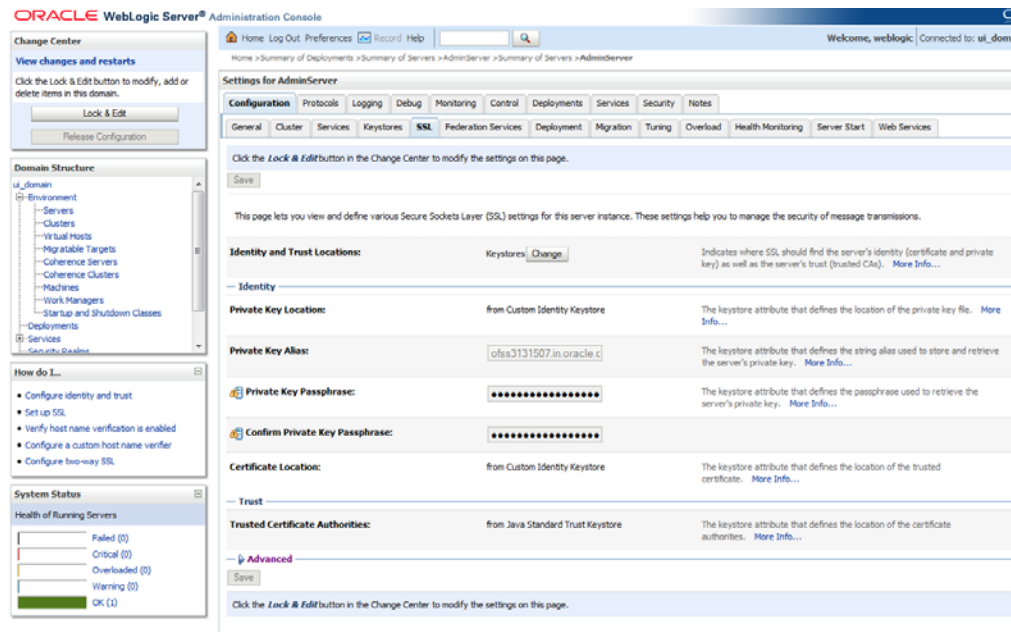 ORACLE WebLogic Server® Administration Console
Change Center
View changes and restarts
Click the Lock & Edit button to modify, add or
delete items in this domain.
Lock & Edit
Release Configuration
Domain Structure
ui_domain
Environment
Servers
Clusters
Virtual Hosts
Migratable Targets
Coherence Servers
Coherence Clusters
Machines
Work Managers
Startup and Shutdown Classes
Deployments
Services
Security Realms
How do I...
Configure identity and trust
Set up SSL
Verify host name verification is enabled
Configure a custom host name verifier
Configure two-way SSL
System Status
Health of Running Servers
Failed (0)
Critical (0)
Overloaded (0)
Warning (0)
OK (1)
Home Log Out Preferences Record Help
Welcome, weblogic Connected to: ui_dom
Home >Summary of Deployments >Summary of Servers >AdminServer >Summary of Servers >AdminServer
Settings for AdminServer
Configuration Protocols Logging Debug Monitoring Control Deployments Services Security Notes
General Cluster Services Keystores SSL Federation Services Deployment Migration Tuning Overload Health Monitoring Server Start Web Services
Click the Lock & Edit button in the Change Center to modify the settings on this page.
Save
This page lets you view and define various Secure Sockets Layer (SSL) settings for this server instance. These settings help you to manage the security of message transmissions.
Identity and Trust Locations:
Keystores Change
Indicates where SSL should find the server's identity (certificate and private
key) as well as the server's trust (trusted CAs). More Info...
Identity
Private Key Location:
from Custom Identity Keystore
The keystore attribute that defines the location of the private key file. More
Info...
Private Key Alias:
ofss3131507.in.oracle.c
The keystore attribute that defines the string alias used to store and retrieve
the server's private key. More Info...
Private Key Passphrase:
The keystore attribute that defines the passphrase used to retrieve the
server's private key. More Info...
Confirm Private Key Passphrase:
Certificate Location:
from Custom Identity Keystore
The keystore attribute that defines the location of the trusted
certificate. More Info...
Trust
Trusted Certificate Authorities:
from Java Standard Trust Keystore
The keystore attribute that defines the location of the certificate
authorities. More Info...
Advanced
Save
Click the Lock & Edit button in the Change Center to modify the settings on this page.